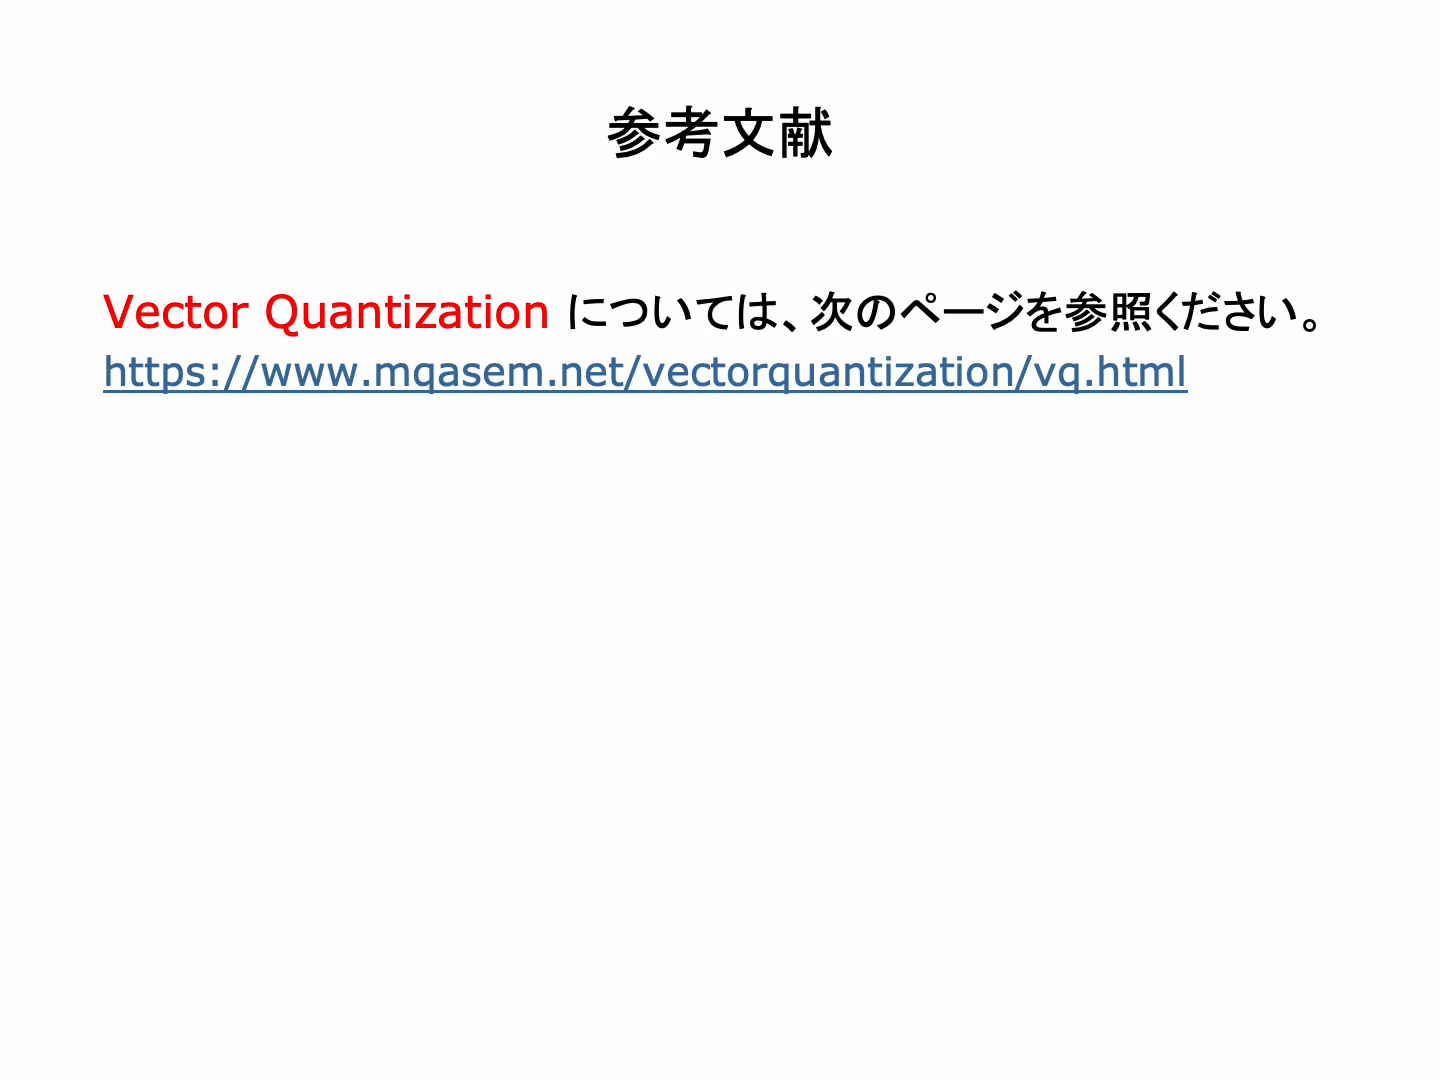 参考文献
Vector Quantization については、次のページを参照ください。
https://www.mqasem.net/vectorquantization/vq.html